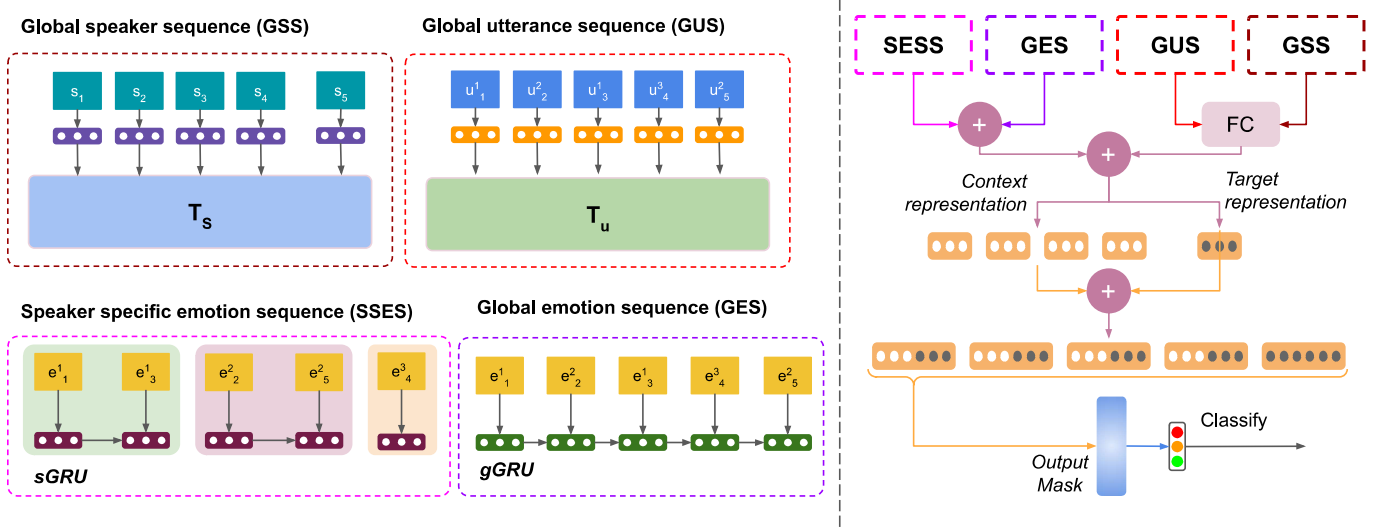 Global speaker sequence (GSS)
s1 s2 s3 s4 s5
Ts
Global utterance sequence (GUS)
u¹1 u²2 u¹3 u³4 u²5
Tu
Speaker specific emotion sequence (SSES)
e¹1 e¹3 e²2 e²5 e³4
sGRU
Global emotion sequence (GES)
e¹1 e²2 e¹3 e³4 e²5
gGRU
SESS GES GUS GSS
+ FC
+
Context
representation
Target
representation
+
Classify
Output
Mask